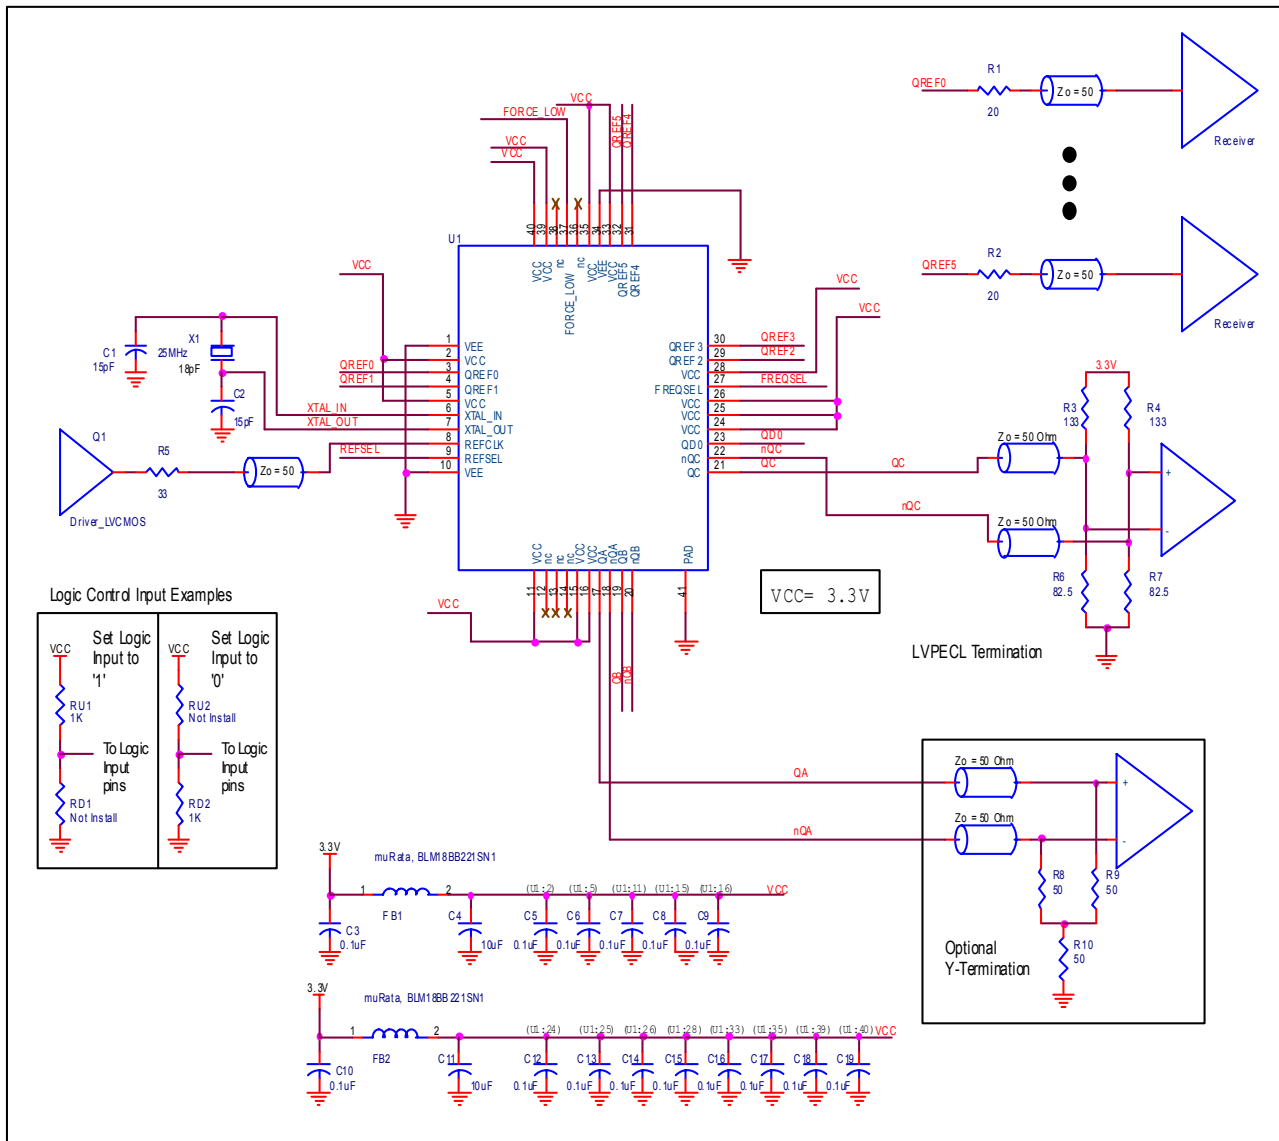 R1
QREF0
Zo = 50
20
Receiver
R2
QREF5
Zo = 50
20
Receiver
VCC
FORCE_LOW
VCC
VCC
QREF5
QREF4
40
39
38
37
36
35
34
33
32
31
U1
VCC
VCC
nc
FORCE_LOW
nc
VCC
VEE
VCC
QREF5
QREF4
VCC
VCC
VCC
C1
15pF
X1
25MHz
18pF
C2
15pF
QREF0
QREF1
XTAL_IN
XTAL_OUT
REFSEL
1 VEE
2 VCC
3 QREF0
4 QREF1
5 VCC
6 XTAL_IN
7 XTAL_OUT
8 REFCLK
9 REFSEL
10 VEE
QREF3 30 QREF3
QREF2 29 QREF2
VCC 28
FREQSEL 27 FREQSEL
VCC 26
VCC 25
VCC 24
QD0 23 QD0
nQC 22 nQC
QC 21 QC
Q1
R5
33
Zo = 50
Driver_LVCMOS
3.3V
R3
133
R4
133
QC
Zo = 50 Ohm
+
nQC
Zo = 50 Ohm
-
R6
82.5
R7
82.5
LVPECL Termination
VCC
nc
nc
nc
VCC
VCC
QA
nQA
QB
nQB
PAD
11
12
13
14
15
16
17
18
19
20
41
VCC
QB
nQB
VCC= 3.3V
Logic Control Input Examples
Set Logic
Input to
'1'
VCC
RU1
1K
To Logic
Input
pins
RD1
Not Install
Set Logic
Input to
'0'
VCC
RU2
Not Install
To Logic
Input
pins
RD2
1K
QA
Zo = 50 Ohm
+
nQA
Zo = 50 Ohm
-
R8
50
R9
50
R10
50
Optional
Y-Termination
3.3V
muRata, BLM18BB221SN1
1 2
FB1
(U1:2) (U1:5) (U1:11) (U1:15) (U1:16) VCC
C3
0.1uF
C4
10uF
C5
0.1uF
C6
0.1uF
C7
0.1uF
C8
0.1uF
C9
0.1uF
3.3V
muRata, BLM18BB221SN1
1 2
FB2
(U1:24) (U1:25) (U1:26) (U1:28) (U1:33) (U1:35) (U1:39) (U1:40) VCC
C10
0.1uF
C11
10uF
C12
0.1uF
C13
0.1uF
C14
0.1uF
C15
0.1uF
C16
0.1uF
C17
0.1uF
C18
0.1uF
C19
0.1uF